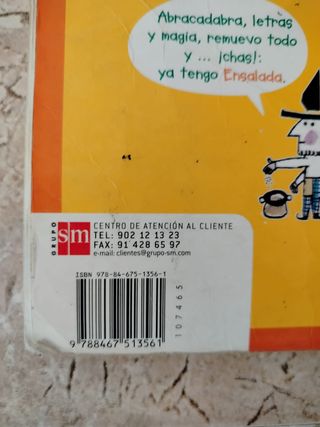 Abracadabra, letras
y magia, remuevo todo
y ... ¡chas!:
ya tengo Ensalada.
GRUPO sm
CENTRO DE ATENCIÓN AL CLIENTE
TEL: 902 12 13 23
FAX: 91 428 65 97
e-mail: clientes@grupo-sm.com
ISBN 978-84-675-1356-1
9 788467 513561
107465